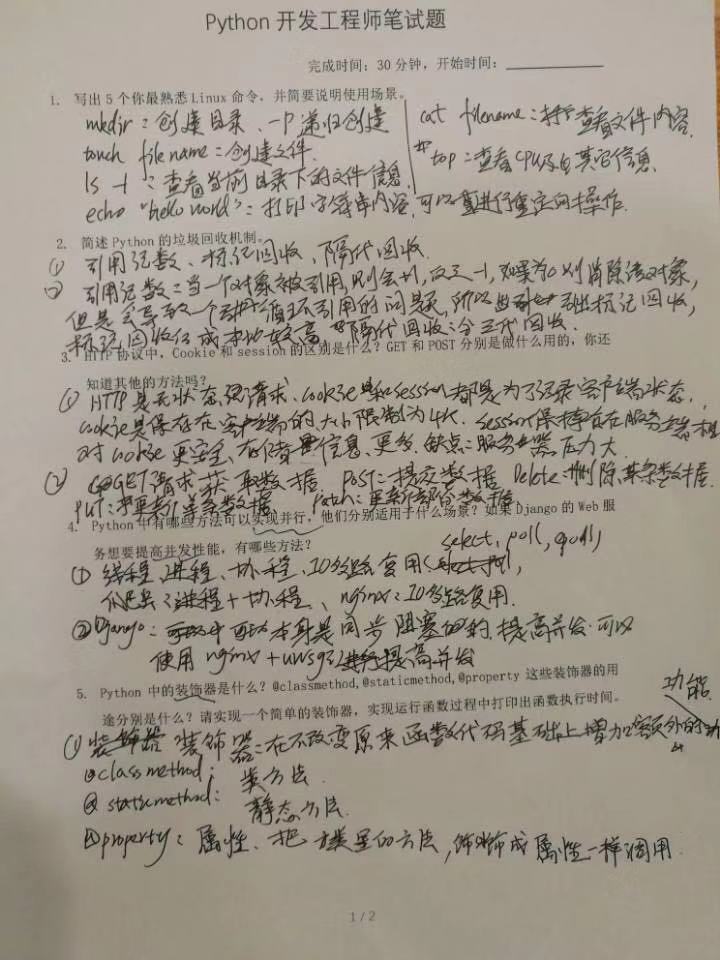 Python 开发工程师笔试题
完成时间：30 分钟，开始时间：
1. 写出 5 个你最熟悉 Linux 命令，并简要说明使用场景。
mkdir：创建目录、-p 递归创建
touch filename：创建文件.
ls -l：查看当前目录下的文件信息.
echo "hello world"：打印字符串内容，可以进行重定向操作.
cat filename：查看文件内容.
top：查看CPU及其它信息.
2. 简述 Python 的垃圾回收机制。
① 引用记数、标记回收、隔代回收.
② 引用记数：当一个对象被引用，则会+1，反之-1，如果为0则消除该对象，
但是会导致一个循环引用的问题，所以引出标记回收，
标记回收 成本比较高 隔代回收：分三代回收.
3. HTTP 协议中，Cookie 和 session 的区别是什么？GET 和 POST 分别是做什么用的，你还
知道其他的方法吗？
① HTTP是无状态 请求、cookie和session都是为了记录客户端状态，
cookie是保存在客户端的，大小限制为4K. session保存在服务端 相
对cookie更安全、存储信息、更多. 缺点：服务器压力大.
② GET请求获取数据、POST：提交数据 Delete：删除某条数据.
put：更新 数据、Patch：更新部分数据
4. Python 中有哪些方法可以实现并行，他们分别适用于什么场景？如果 Django 的 Web 服
务想要提高并发性能，有哪些方法？
select, poll, epoll
① 线程、进程、协程、IO多路复用( ),
进程+协程、nginx：IO多路复用.
② Django： 本身是同步阻塞的，提高并发可以
使用 nginx + uwsgi 提高并发
5. Python 中的装饰器是什么？@classmethod,@staticmethod,@property 这些装饰器的用
途分别是什么？请实现一个简单的装饰器，实现运行函数过程中打印出函数执行时间。
功能
① 装饰器 装饰器：在不改变原来函数代码基础上增加额外的功
@classmethod： 类方法.
@staticmethod： 静态方法.
@property：属性、把类里的方法，装饰成属性一样调用.
1 / 2